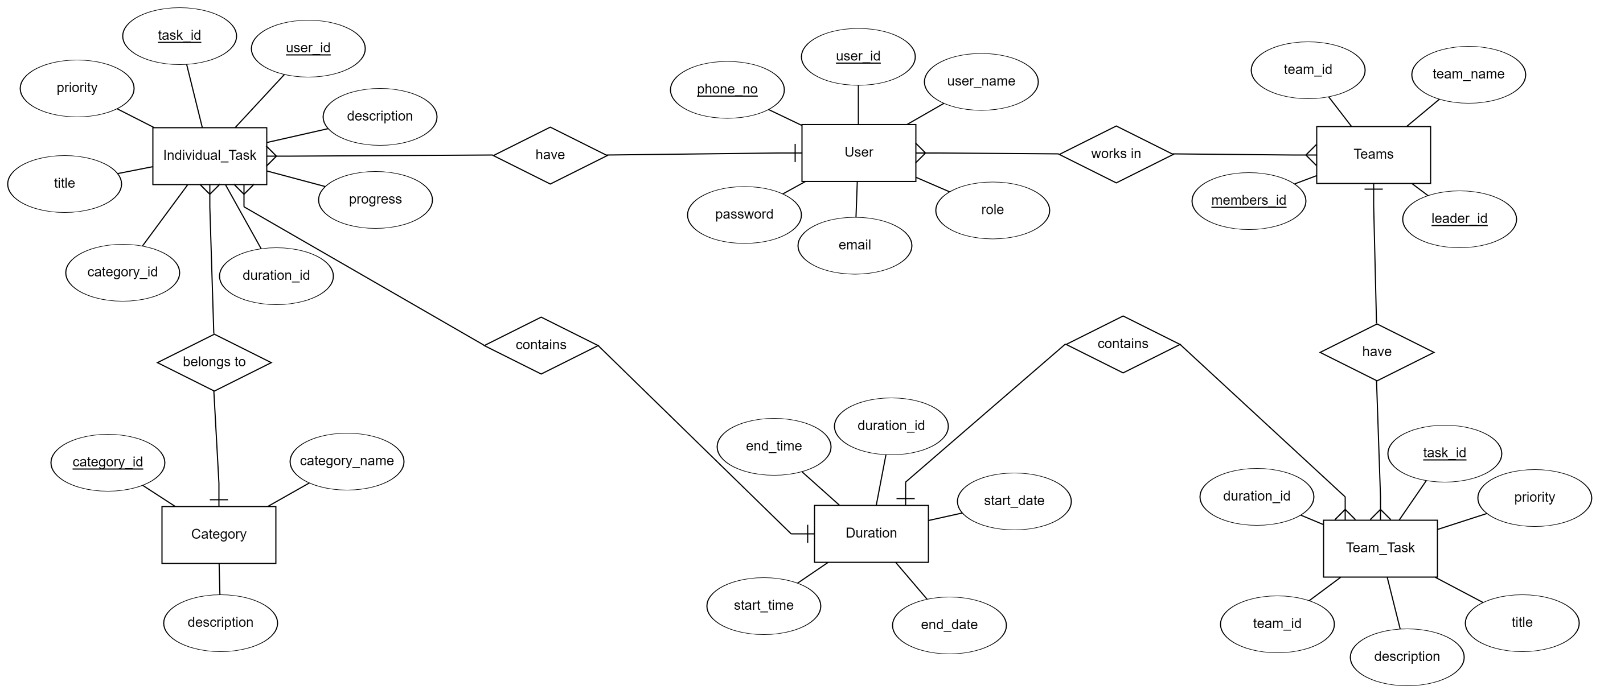 task_id
user_id
priority
description
Individual_Task
title
progress
category_id
duration_id
have
user_id
phone_no
user_name
User
password
role
email
works in
team_id
team_name
Teams
members_id
leader_id
belongs to
contains
contains
have
category_id
category_name
Category
description
end_time
duration_id
start_date
Duration
start_time
end_date
task_id
duration_id
priority
Team_Task
team_id
title
description